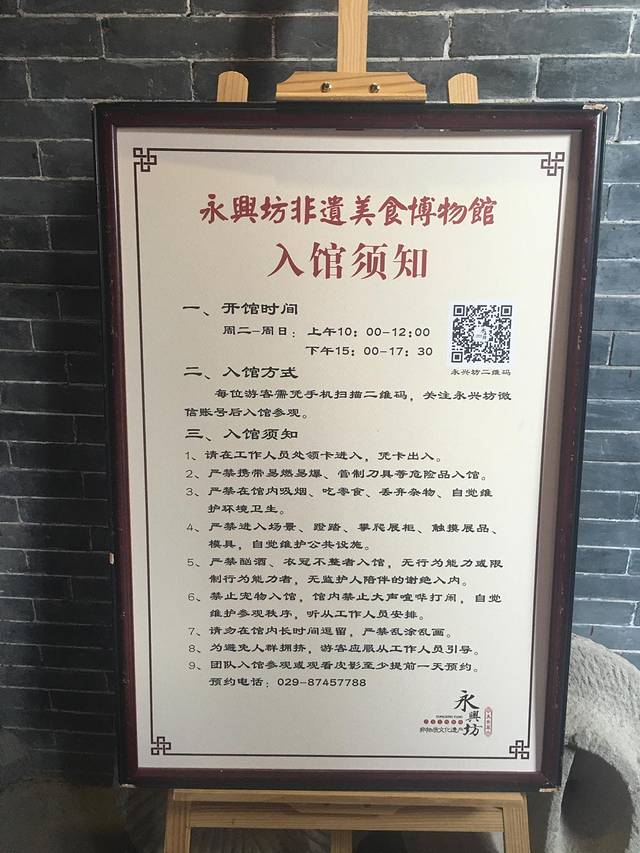 永興坊非遺美食博物館
入馆须知
一、开馆时间
周二-周日：上午10：00-12:00
下午15：00-17：30
永兴坊二维码
二、入馆方式
每位游客需凭手机扫描二维码，关注永兴坊微
信账号后入馆参观。
三、入馆须知
1、请在工作人员处领卡进入，凭卡出入。
2、严禁携带易燃易爆、管制刀具等危险品入馆。
3、严禁在馆内吸烟、吃零食、丢弃杂物、自觉维
护环境卫生。
4、严禁进入场景、蹬踏、攀爬展柜、触摸展品、
模具，自觉维护公共设施。
5、严禁酗酒、衣冠不整者入馆，无行为能力或限
制行为能力者，无监护人陪伴的谢绝入内。
6、禁止宠物入馆，馆内禁止大声喧哗打闹，自觉
维护参观秩序，听从工作人员安排。
7、请勿在馆内长时间逗留，严禁乱涂乱画。
8、为避免人群拥挤，游客应服从工作人员引导。
9、团队入馆参观或观看皮影至少提前一天预约。
预约电话：029-87457788
永興坊
非物质文化遗产